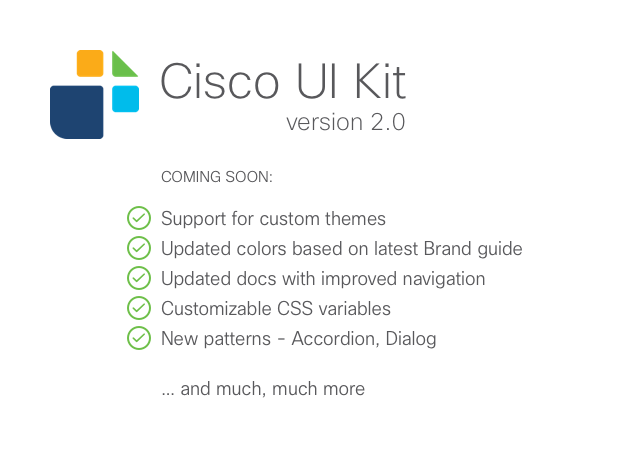 Cisco UI Kit
version 2.0
COMING SOON:
Support for custom themes
Updated colors based on latest Brand guide
Updated docs with improved navigation
Customizable CSS variables
New patterns - Accordion, Dialog
... and much, much more